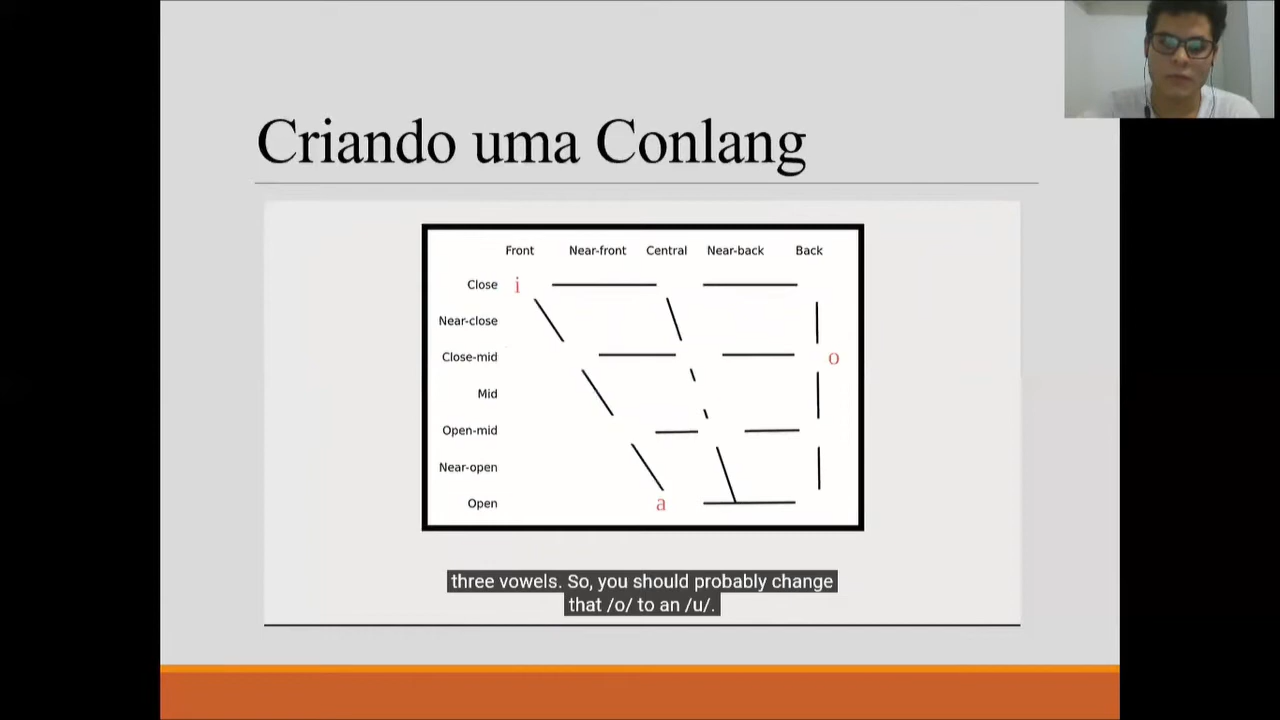 Criando uma Conlang
Front Near-front Central Near-back Back
Close i
Near-close
Close-mid o
Mid
Open-mid
Near-open
Open a
three vowels. So, you should probably change
that /o/ to an /u/.